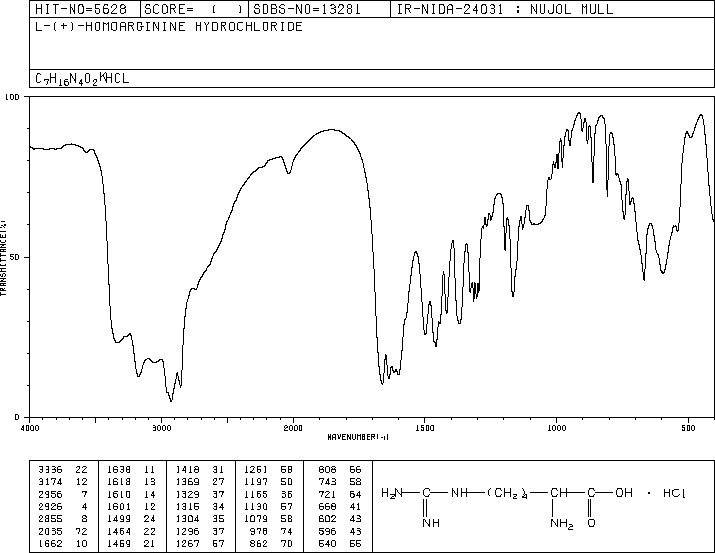 HIT-NO=5628 SCORE= ( ) SDBS-NO=13281 IR-NIDA-24031 : NUJOL MULL
L-(+)-HOMOARGININE HYDROCHLORIDE
C7H16N4O2*HCL
100
50
0
TRANSMITTANCE(%)
4000 3000 2000 1500 1000 500
WAVENUMBER(-1)
3336 22 1638 11 1418 31 1251 58 808 66
3174 12 1618 13 1369 27 1197 50 743 58
2956 7 1610 14 1329 37 1165 36 721 64
2926 4 1601 12 1315 34 1130 57 668 41
2855 8 1499 24 1304 35 1079 58 602 43
2035 72 1464 22 1296 37 978 74 596 43
1662 10 1459 21 1267 57 862 70 540 55
H2N C NH (CH2)4 CH C OH · HCl
NH NH2 O